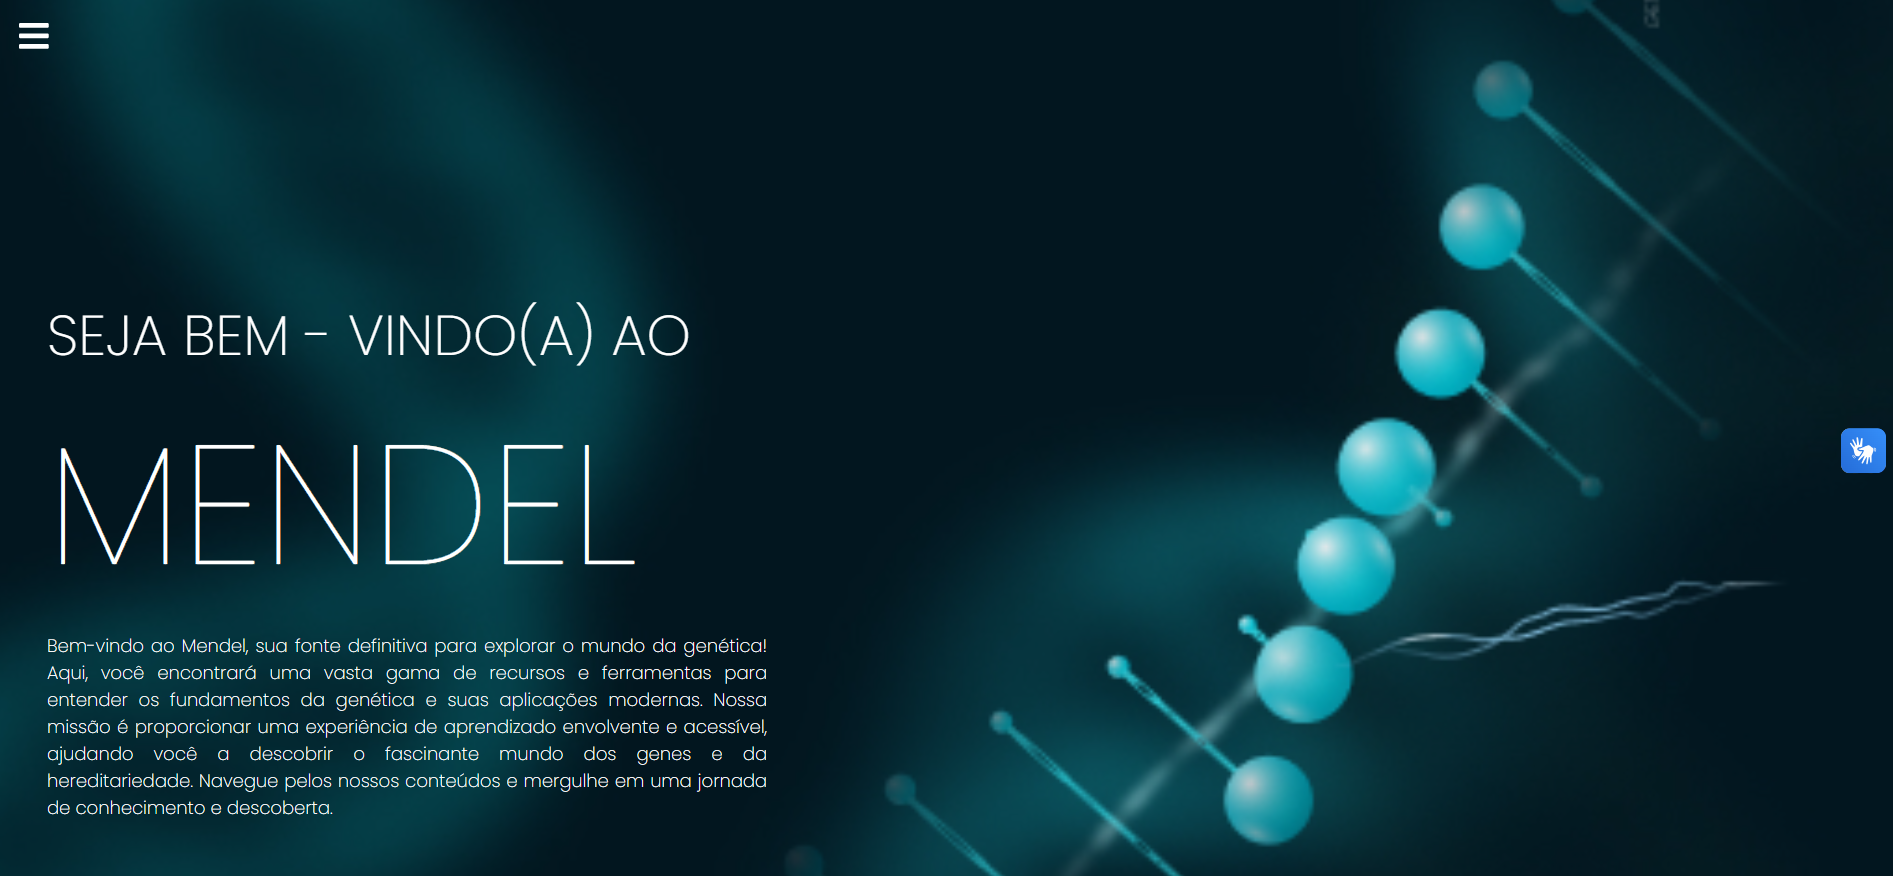 SEJA BEM - VINDO(A) AO
MENDEL
Bem-vindo ao Mendel, sua fonte definitiva para explorar o mundo da genética!
Aqui, você encontrará uma vasta gama de recursos e ferramentas para
entender os fundamentos da genética e suas aplicações modernas. Nossa
missão é proporcionar uma experiência de aprendizado envolvente e acessível,
ajudando você a descobrir o fascinante mundo dos genes e da
hereditariedade. Navegue pelos nossos conteúdos e mergulhe em uma jornada
de conhecimento e descoberta.